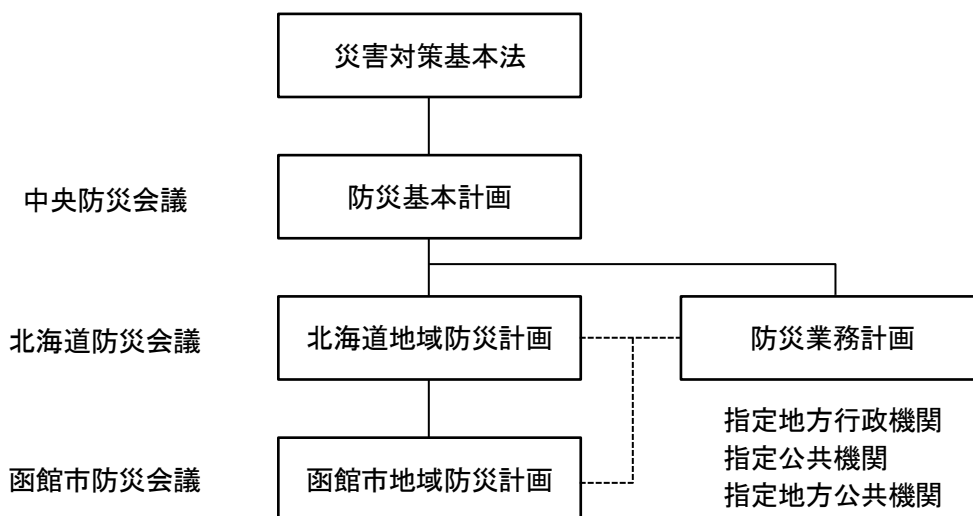 災害対策基本法
中央防災会議
防災基本計画
北海道防災会議
北海道地域防災計画
防災業務計画
指定地方行政機関
指定公共機関
指定地方公共機関
函館市防災会議
函館市地域防災計画